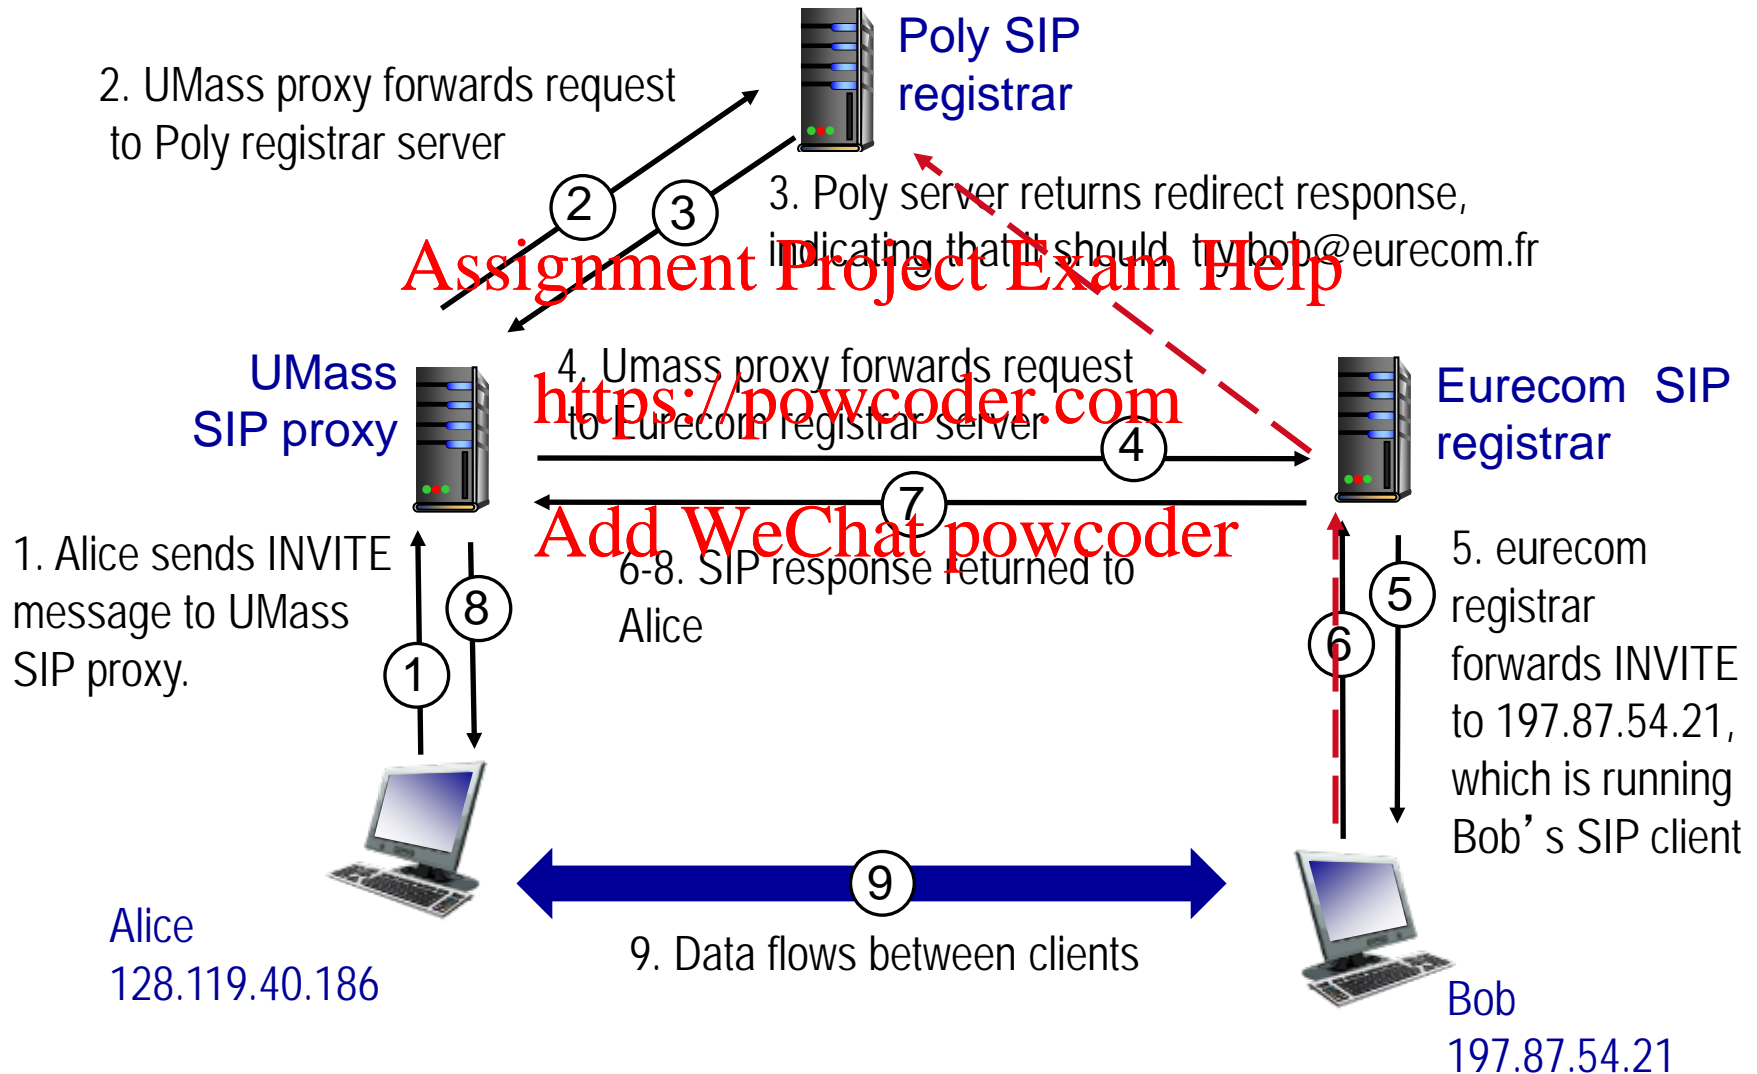 Poly SIP
registrar
2. UMass proxy forwards request
to Poly registrar server
2
3
3. Poly server returns redirect response,
indicating that it should try bob@eurecom.fr
Assignment Project Exam Help
UMass
SIP proxy
4. Umass proxy forwards request
to Eurecom registrar server
https://powcoder.com
4
Eurecom SIP
registrar
7
Add WeChat powcoder
1. Alice sends INVITE
message to UMass
SIP proxy.
1
8
6-8. SIP response returned to
Alice
6
5
5. eurecom
registrar
forwards INVITE
to 197.87.54.21,
which is running
Bob’s SIP client
9
9. Data flows between clients
Alice
128.119.40.186
Bob
197.87.54.21